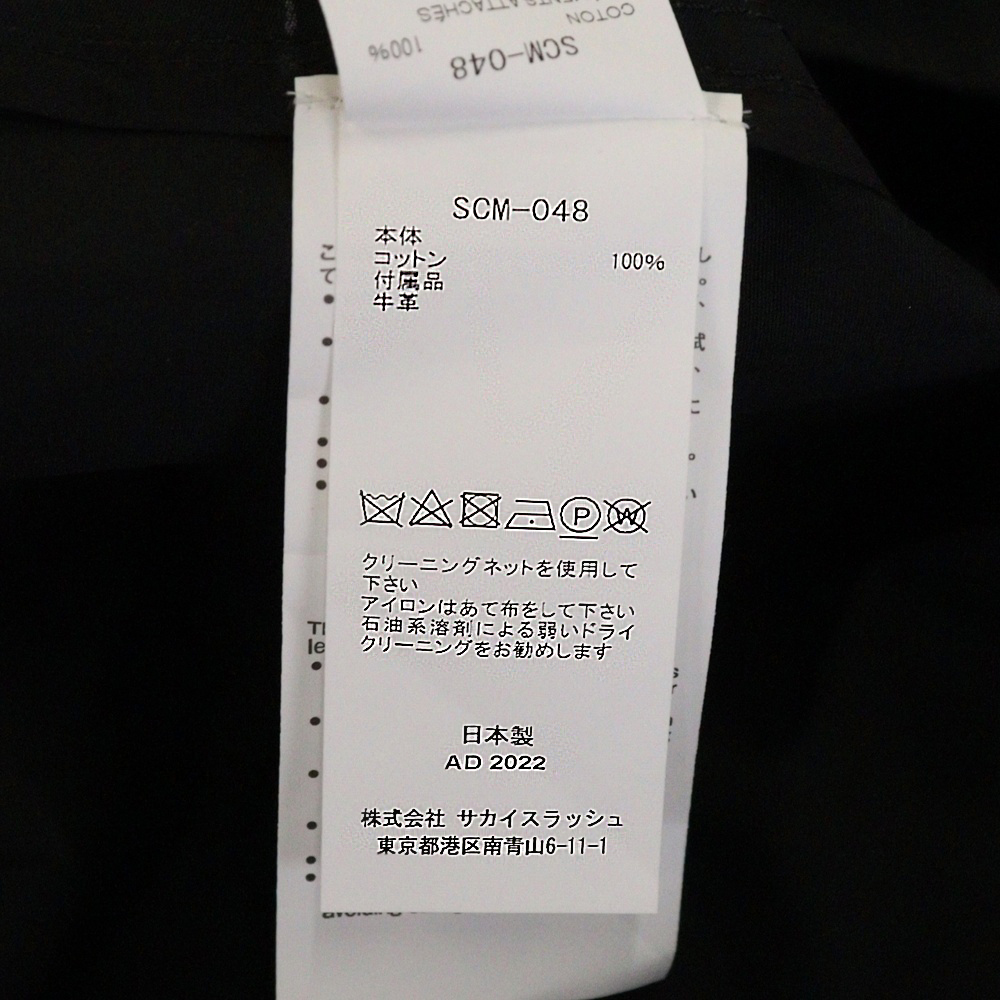 COTON
100%
SCM-048
SCM-048
本体
コットン 100%
付属品
牛革
P
W
クリーニングネットを使用して
下さい
アイロンはあて布をして下さい
石油系溶剤による弱いドライ
クリーニングをお勧めします
日本製
AD 2022
株式会社 サカイスラッシュ
東京都港区南青山6-11-1